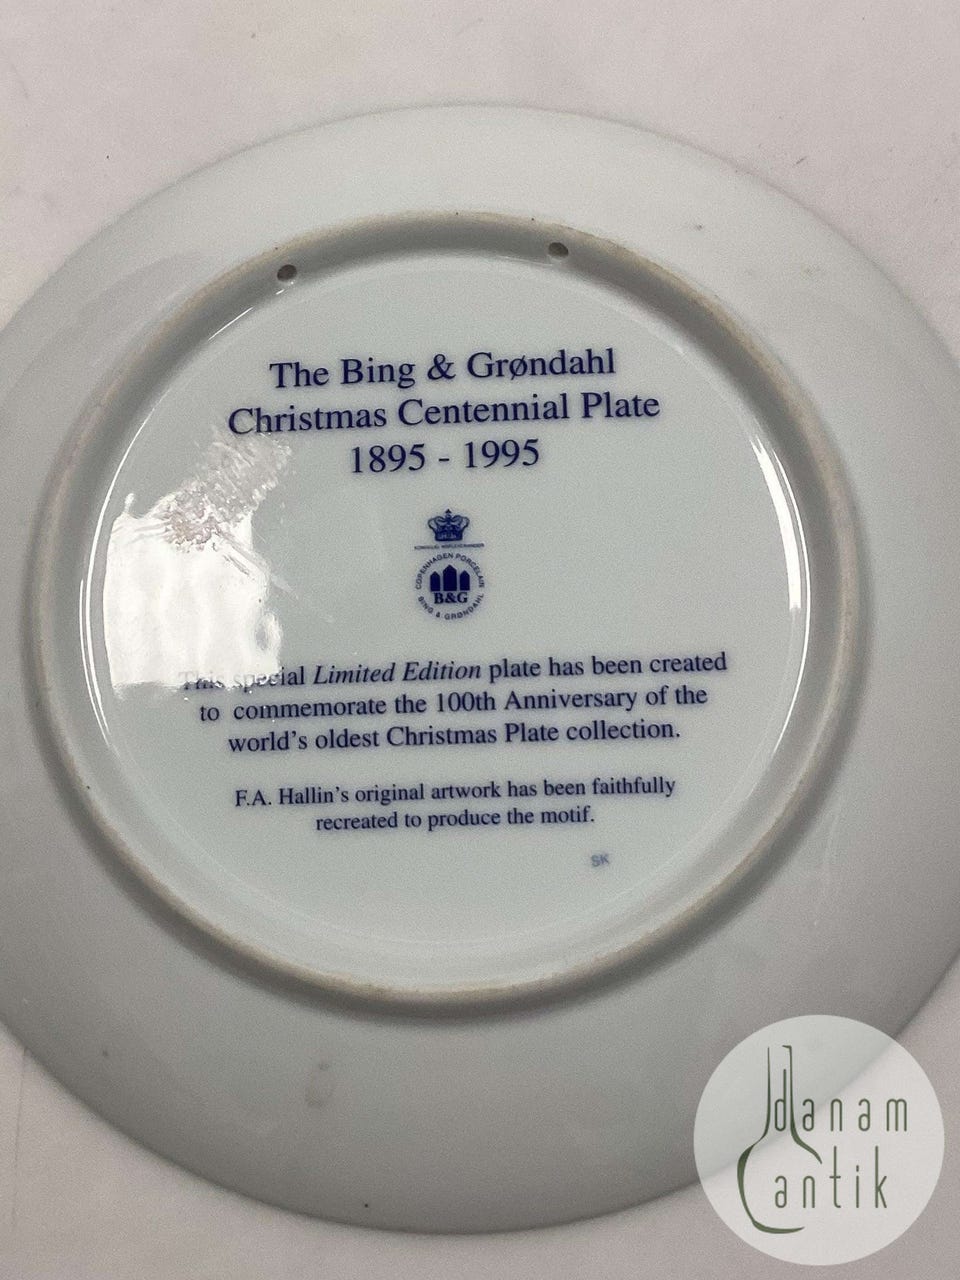 The Bing & Grøndahl
Christmas Centennial Plate
1895 - 1995
COPENHAGEN PORCELAIN
B&G
BING & GRØNDAHL
This special Limited Edition plate has been created
to commemorate the 100th Anniversary of the
world's oldest Christmas Plate collection.
F.A. Hallin's original artwork has been faithfully
recreated to produce the motif.
SK
danam
antik